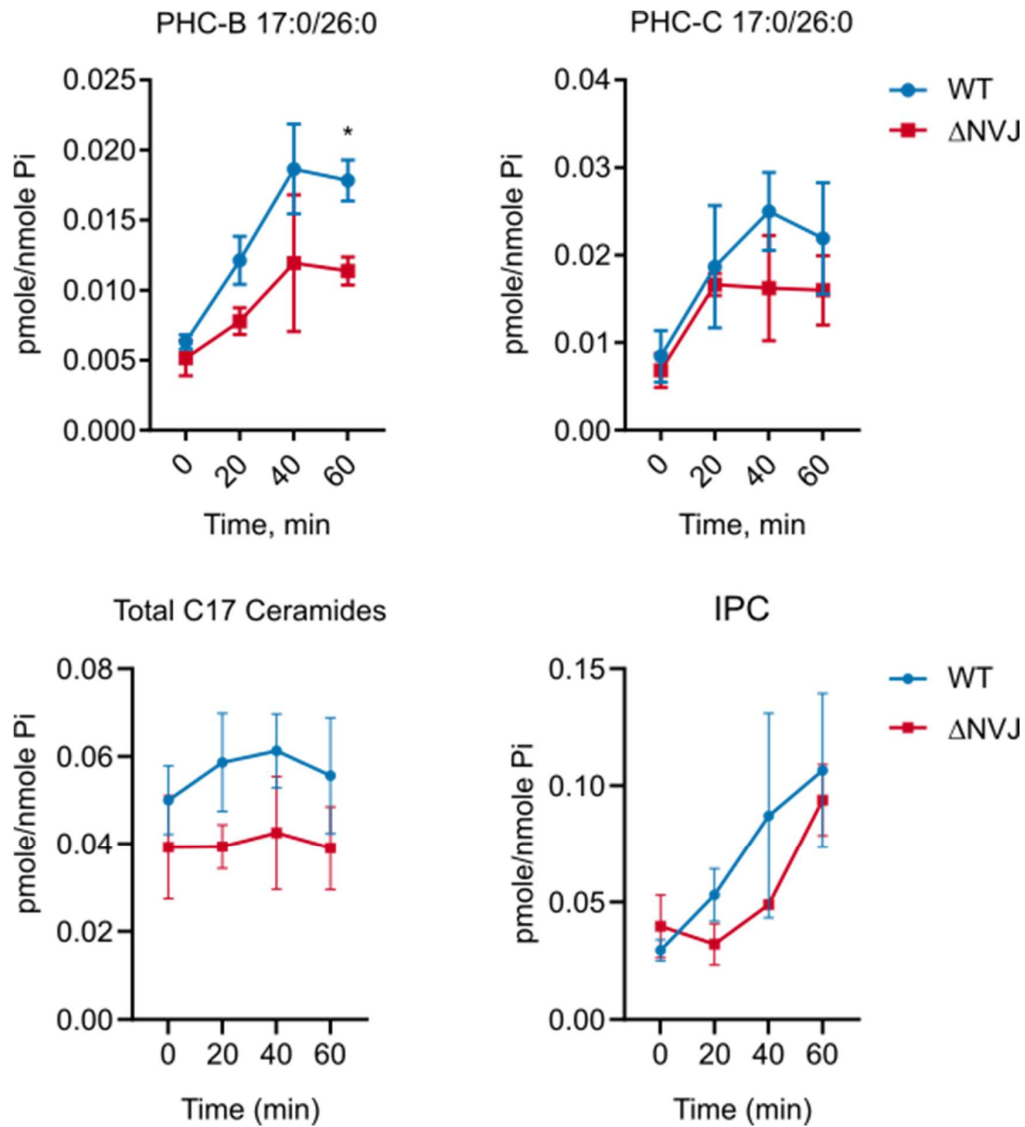 PHC-B 17:0/26:0
pmole/nmole Pi
0.025
0.020
0.015
0.010
0.005
0.000
*
0 20 40 60
Time, min
PHC-C 17:0/26:0
pmole/nmole Pi
0.04
0.03
0.02
0.01
0.00
0 20 40 60
Time, min
WT
ΔNVJ
Total C17 Ceramides
pmole/nmole Pi
0.08
0.06
0.04
0.02
0.00
0 20 40 60
Time (min)
IPC
pmole/nmole Pi
0.15
0.10
0.05
0.00
0 20 40 60
Time (min)
WT
ΔNVJ